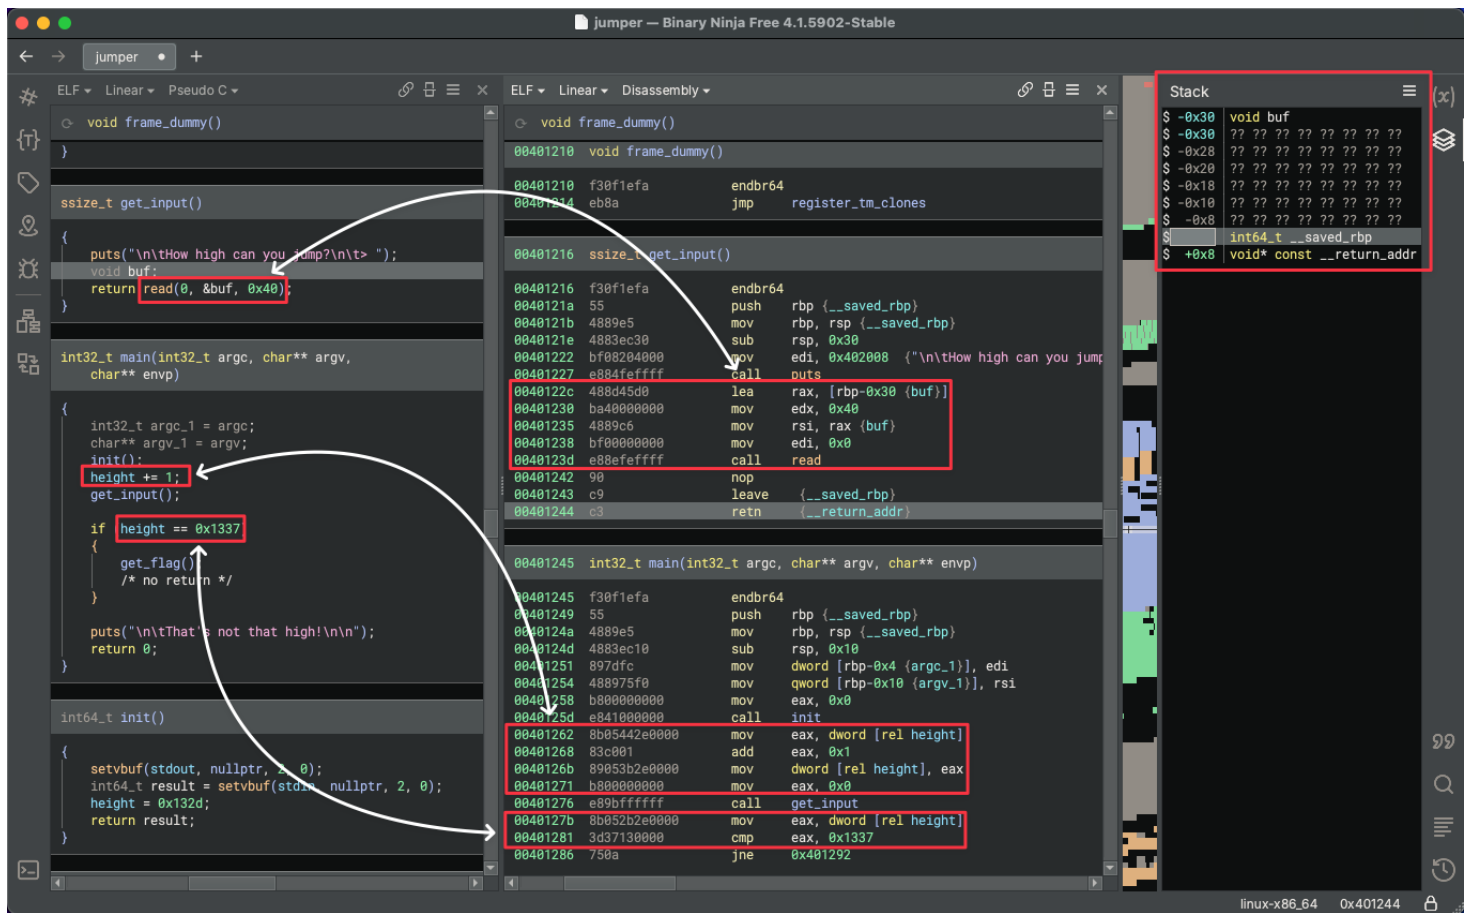 jumper — Binary Ninja Free 4.1.5902-Stable
jumper
ELF Linear Pseudo C
void frame_dummy()
}
ssize_t get_input()
{
puts("\n\tHow high can you jump?\n\t> ");
void buf;
return read(0, &buf, 0x40);
}
int32_t main(int32_t argc, char** argv,
char** envp)
{
int32_t argc_1 = argc;
char** argv_1 = argv;
init();
height += 1;
get_input();
if (height == 0x1337)
{
get_flag();
/* no return */
}
puts("\n\tThat's not that high!\n\n");
return 0;
}
int64_t init()
{
setvbuf(stdout, nullptr, 2, 0);
int64_t result = setvbuf(stdin, nullptr, 2, 0);
height = 0x132d;
return result;
}
ELF Linear Disassembly
void frame_dummy()
00401210 void frame_dummy()
00401210 f30f1efa endbr64
00401214 eb8a jmp register_tm_clones
00401216 ssize_t get_input()
00401216 f30f1efa endbr64
0040121a 55 push rbp {__saved_rbp}
0040121b 4889e5 mov rbp, rsp {__saved_rbp}
0040121e 4883ec30 sub rsp, 0x30
00401222 bf08204000 mov edi, 0x402008 {"\n\tHow high can you jump
00401227 e884feffff call puts
0040122c 488d45d0 lea rax, [rbp-0x30 {buf}]
00401230 ba40000000 mov edx, 0x40
00401235 4889c6 mov rsi, rax {buf}
00401238 bf00000000 mov edi, 0x0
0040123d e88efeffff call read
00401242 90 nop
00401243 c9 leave {__saved_rbp}
00401244 c3 retn {__return_addr}
00401245 int32_t main(int32_t argc, char** argv, char** envp)
00401245 f30f1efa endbr64
00401249 55 push rbp {__saved_rbp}
0040124a 4889e5 mov rbp, rsp {__saved_rbp}
0040124d 4883ec10 sub rsp, 0x10
00401251 897dfc mov dword [rbp-0x4 {argc_1}], edi
00401254 488975f0 mov qword [rbp-0x10 {argv_1}], rsi
00401258 b800000000 mov eax, 0x0
0040125d e841000000 call init
00401262 8b05442e0000 mov eax, dword [rel height]
00401268 83c001 add eax, 0x1
0040126b 89053b2e0000 mov dword [rel height], eax
00401271 b800000000 mov eax, 0x0
00401276 e89bffffff call get_input
0040127b 8b052b2e0000 mov eax, dword [rel height]
00401281 3d37130000 cmp eax, 0x1337
00401286 750a jne 0x401292
Stack
$ -0x30 void buf
$ -0x30 ?? ?? ?? ?? ?? ?? ?? ??
$ -0x28 ?? ?? ?? ?? ?? ?? ?? ??
$ -0x20 ?? ?? ?? ?? ?? ?? ?? ??
$ -0x18 ?? ?? ?? ?? ?? ?? ?? ??
$ -0x10 ?? ?? ?? ?? ?? ?? ?? ??
$ -0x8 ?? ?? ?? ?? ?? ?? ?? ??
$ int64_t __saved_rbp
$ +0x8 void* const __return_addr
linux-x86_64 0x401244